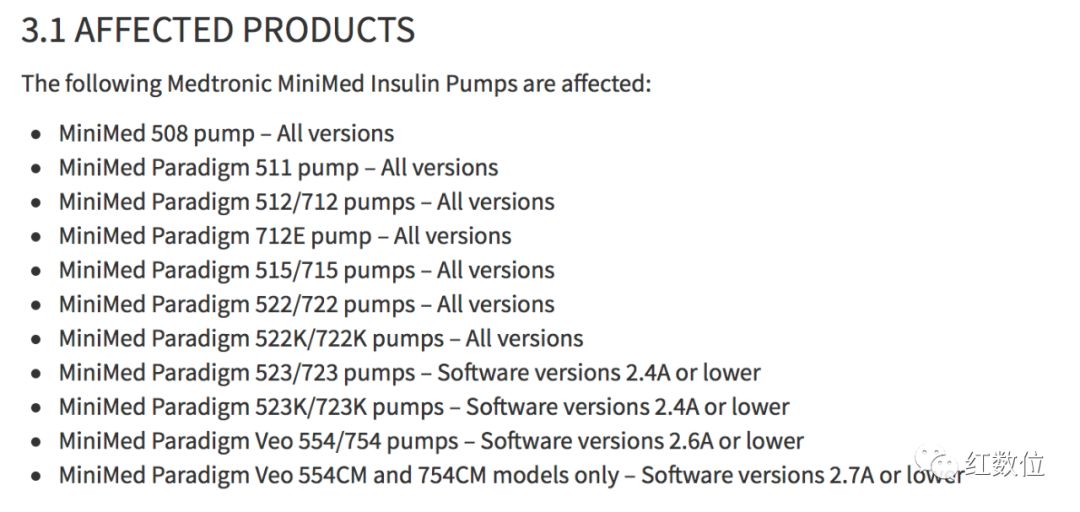 3.1 AFFECTED PRODUCTS
The following Medtronic MiniMed Insulin Pumps are affected:
• MiniMed 508 pump – All versions
• MiniMed Paradigm 511 pump – All versions
• MiniMed Paradigm 512/712 pumps – All versions
• MiniMed Paradigm 712E pump – All versions
• MiniMed Paradigm 515/715 pumps – All versions
• MiniMed Paradigm 522/722 pumps – All versions
• MiniMed Paradigm 522K/722K pumps – All versions
• MiniMed Paradigm 523/723 pumps – Software versions 2.4A or lower
• MiniMed Paradigm 523K/723K pumps – Software versions 2.4A or lower
• MiniMed Paradigm Veo 554/754 pumps – Software versions 2.6A or lower
• MiniMed Paradigm Veo 554CM and 754CM models only – Software versions 2.7A or lower
红数位